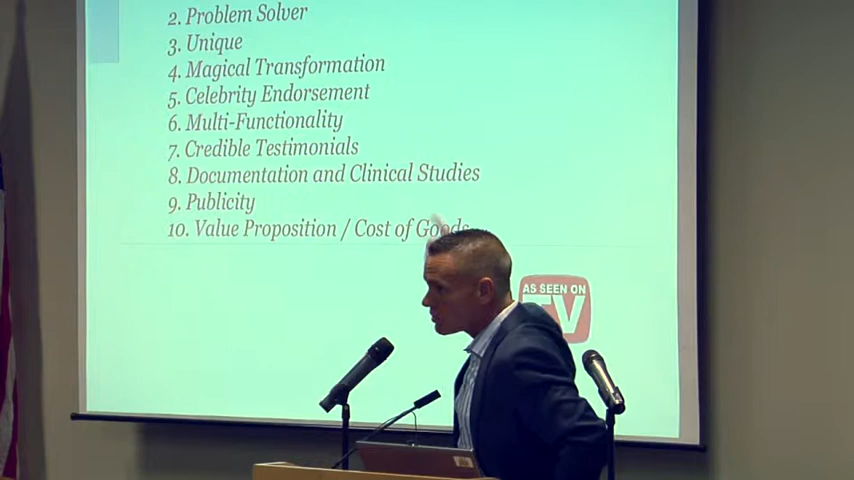 2. Problem Solver
3. Unique
4. Magical Transformation
5. Celebrity Endorsement
6. Multi-Functionality
7. Credible Testimonials
8. Documentation and Clinical Studies
9. Publicity
10. Value Proposition / Cost of Goods
AS SEEN ON
TV